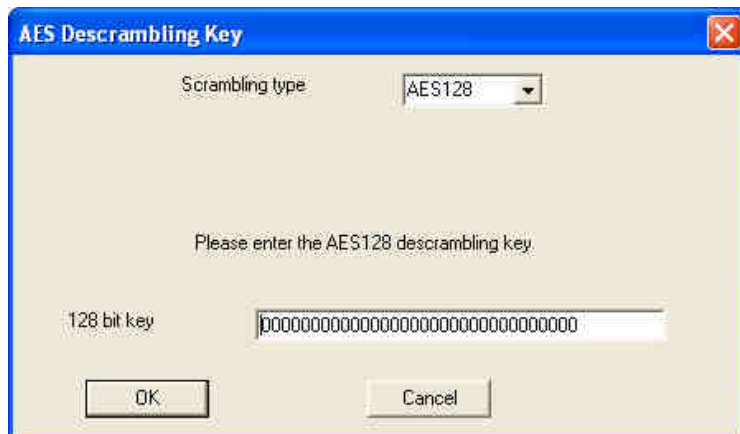 AES Descrambling Key
Scrambling type AES128
Please enter the AES128 descrambling key
128 bit key 00000000000000000000000000000000
OK Cancel